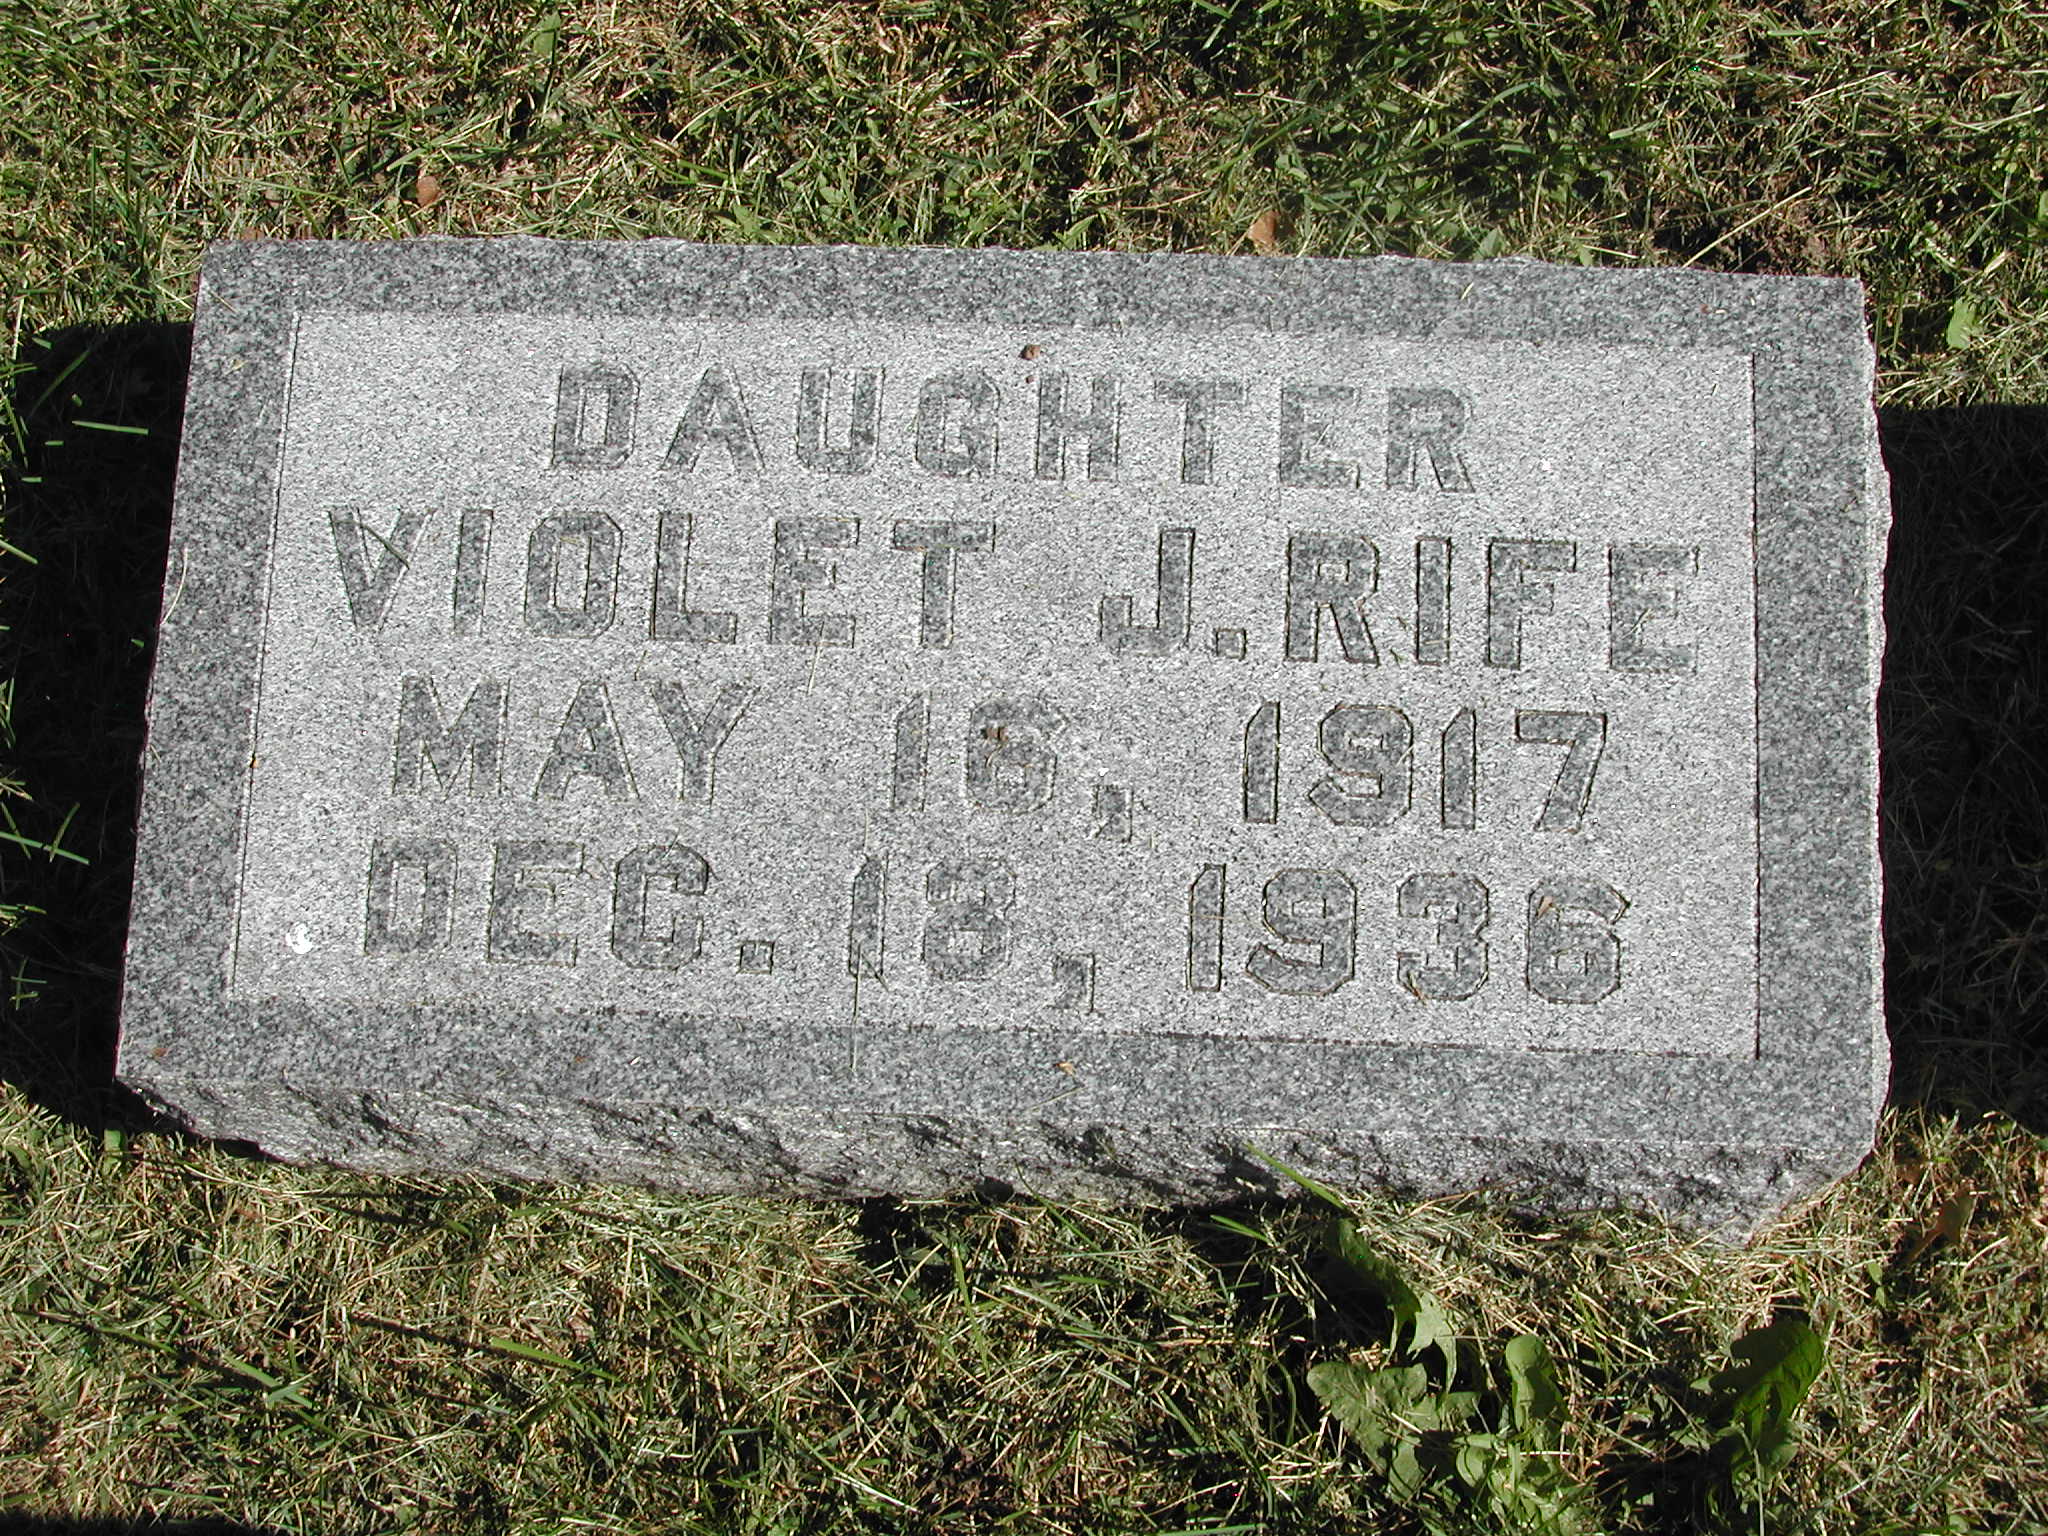 DAUGHTER
VIOLET J. RIFE
MAY 16, 1917
DEC. 18, 1936